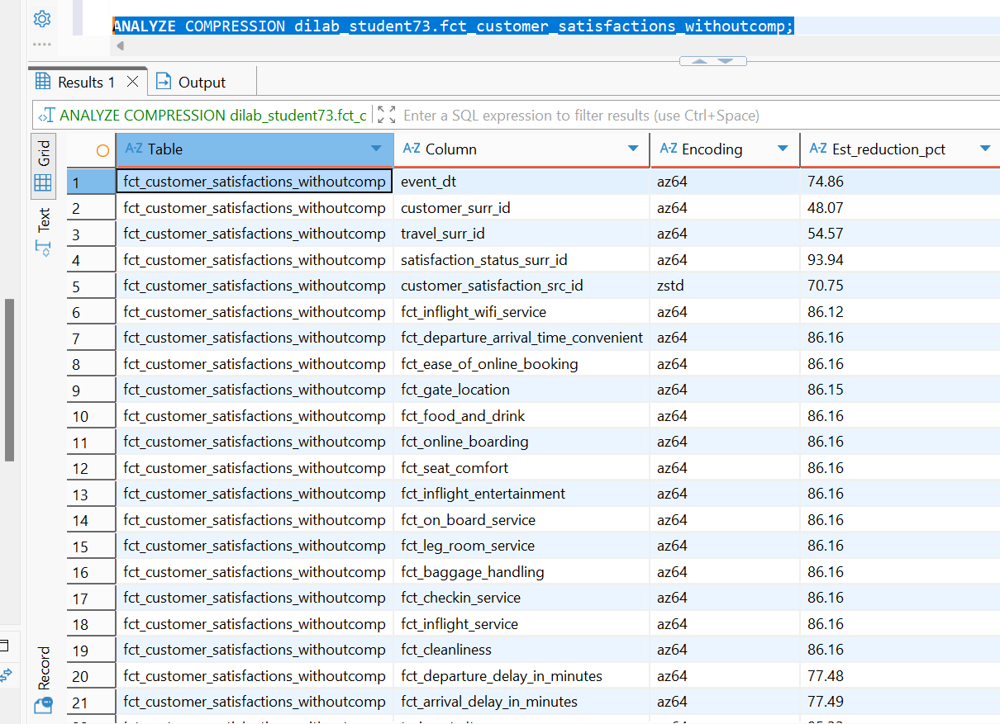 ANALYZE COMPRESSION dilab_student73.fct_customer_satisfactions_withoutcomp;
Results 1 Output
ANALYZE COMPRESSION dilab_student73.fct_c Enter a SQL expression to filter results (use Ctrl+Space)
Grid
Text
Record
A-Z Table A-Z Column A-Z Encoding A-Z Est_reduction_pct
1 fct_customer_satisfactions_withoutcomp event_dt az64 74.86
2 fct_customer_satisfactions_withoutcomp customer_surr_id az64 48.07
3 fct_customer_satisfactions_withoutcomp travel_surr_id az64 54.57
4 fct_customer_satisfactions_withoutcomp satisfaction_status_surr_id az64 93.94
5 fct_customer_satisfactions_withoutcomp customer_satisfaction_src_id zstd 70.75
6 fct_customer_satisfactions_withoutcomp fct_inflight_wifi_service az64 86.12
7 fct_customer_satisfactions_withoutcomp fct_departure_arrival_time_convenient az64 86.16
8 fct_customer_satisfactions_withoutcomp fct_ease_of_online_booking az64 86.16
9 fct_customer_satisfactions_withoutcomp fct_gate_location az64 86.15
10 fct_customer_satisfactions_withoutcomp fct_food_and_drink az64 86.16
11 fct_customer_satisfactions_withoutcomp fct_online_boarding az64 86.16
12 fct_customer_satisfactions_withoutcomp fct_seat_comfort az64 86.16
13 fct_customer_satisfactions_withoutcomp fct_inflight_entertainment az64 86.16
14 fct_customer_satisfactions_withoutcomp fct_on_board_service az64 86.16
15 fct_customer_satisfactions_withoutcomp fct_leg_room_service az64 86.16
16 fct_customer_satisfactions_withoutcomp fct_baggage_handling az64 86.16
17 fct_customer_satisfactions_withoutcomp fct_checkin_service az64 86.16
18 fct_customer_satisfactions_withoutcomp fct_inflight_service az64 86.16
19 fct_customer_satisfactions_withoutcomp fct_cleanliness az64 86.16
20 fct_customer_satisfactions_withoutcomp fct_departure_delay_in_minutes az64 77.48
21 fct_customer_satisfactions_withoutcomp fct_arrival_delay_in_minutes az64 77.49